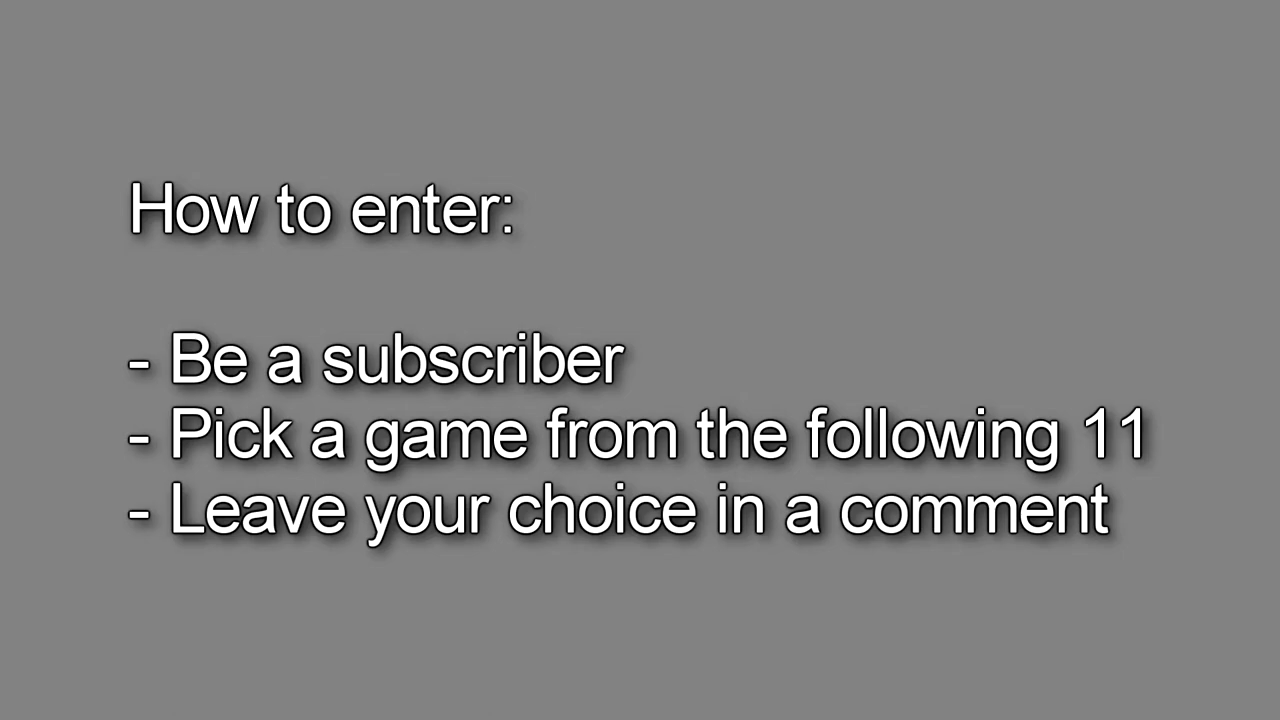 How to enter:
- Be a subscriber
- Pick a game from the following 11
- Leave your choice in a comment